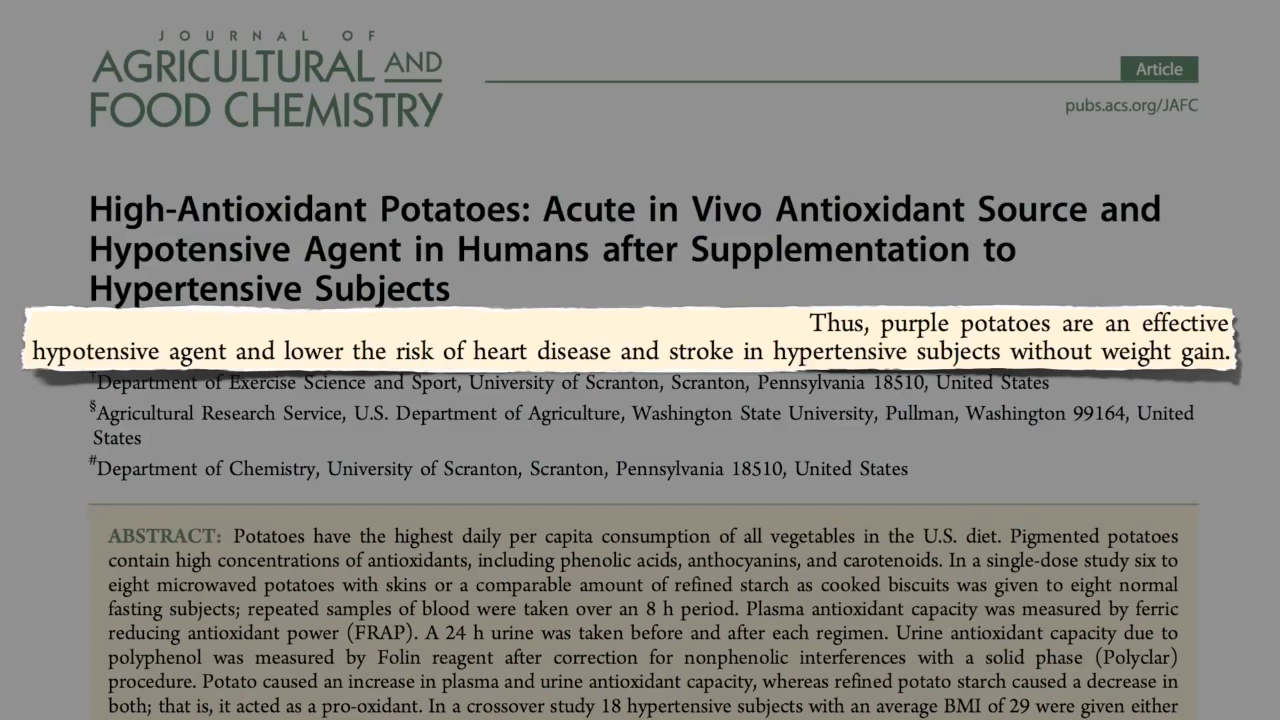 JOURNAL OF
AGRICULTURAL AND
FOOD CHEMISTRY
Article
pubs.acs.org/JAFC
High-Antioxidant Potatoes: Acute in Vivo Antioxidant Source and
Hypotensive Agent in Humans after Supplementation to
Hypertensive Subjects
Thus, purple potatoes are an effective
hypotensive agent and lower the risk of heart disease and stroke in hypertensive subjects without weight gain.
Department of Exercise Science and Sport, University of Scranton, Scranton, Pennsylvania 18510, United States
§Agricultural Research Service, U.S. Department of Agriculture, Washington State University, Pullman, Washington 99164, United
States
#Department of Chemistry, University of Scranton, Scranton, Pennsylvania 18510, United States
ABSTRACT: Potatoes have the highest daily per capita consumption of all vegetables in the U.S. diet. Pigmented potatoes
contain high concentrations of antioxidants, including phenolic acids, anthocyanins, and carotenoids. In a single-dose study six to
eight microwaved potatoes with skins or a comparable amount of refined starch as cooked biscuits was given to eight normal
fasting subjects; repeated samples of blood were taken over an 8 h period. Plasma antioxidant capacity was measured by ferric
reducing antioxidant power (FRAP). A 24 h urine was taken before and after each regimen. Urine antioxidant capacity due to
polyphenol was measured by Folin reagent after correction for nonphenolic interferences with a solid phase (Polyclar)
procedure. Potato caused an increase in plasma and urine antioxidant capacity, whereas refined potato starch caused a decrease in
both; that is, it acted as a pro-oxidant. In a crossover study 18 hypertensive subjects with an average BMI of 29 were given either